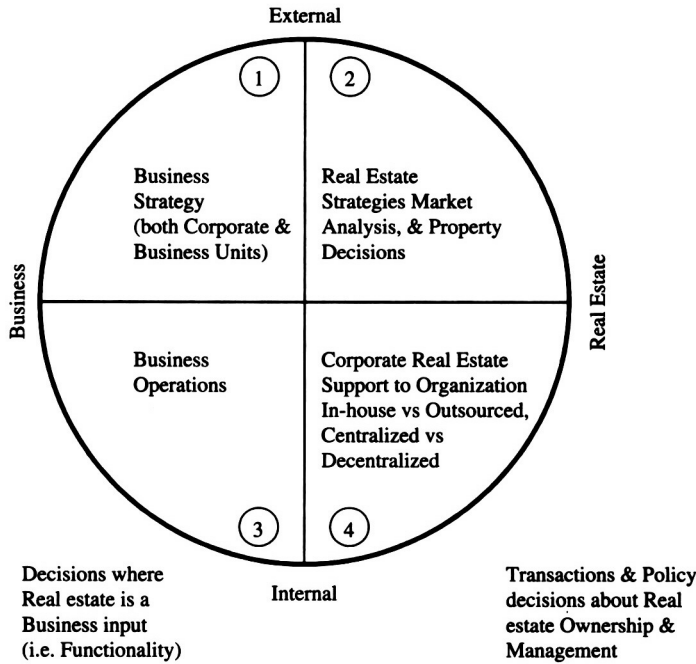 External
1
2
Business
Strategy
(both Corporate &
Business Units)
Real Estate
Strategies Market
Analysis, & Property
Decisions
Business
Real Estate
Business
Operations
Corporate Real Estate
Support to Organization
In-house vs Outsourced,
Centralized vs
Decentralized
3
4
Internal
Decisions where
Real estate is a
Business input
(i.e. Functionality)
Transactions & Policy
decisions about Real
estate Ownership &
Management